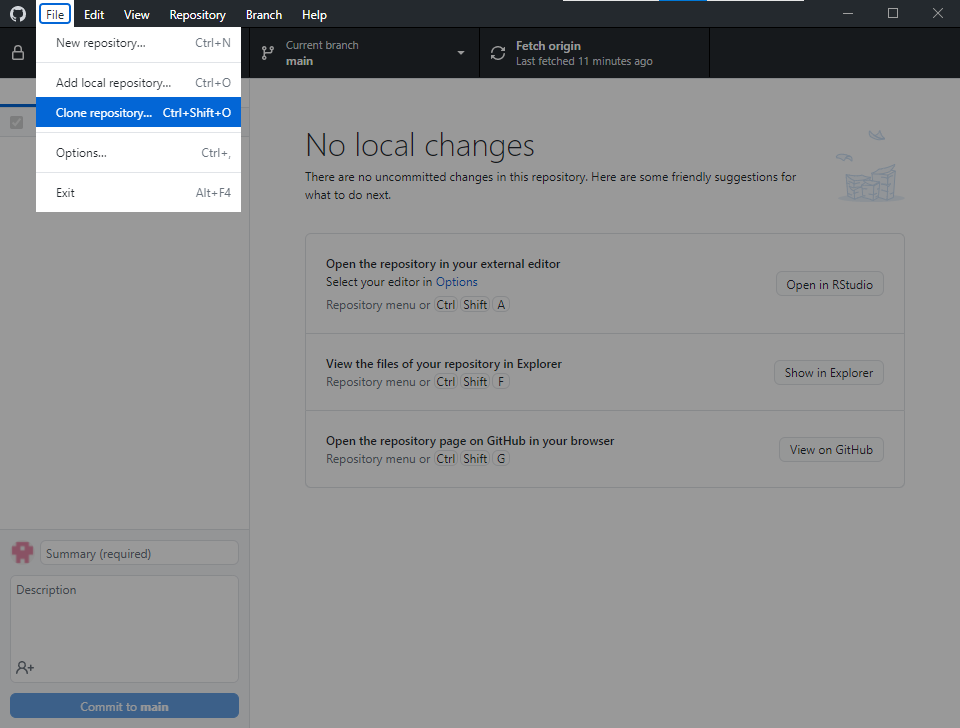 File Edit View Repository Branch Help
New repository... Ctrl+N
Add local repository... Ctrl+O
Clone repository... Ctrl+Shift+O
Options... Ctrl+,
Exit Alt+F4
Current branch
main
Fetch origin
Last fetched 11 minutes ago
No local changes
There are no uncommitted changes in this repository. Here are some friendly suggestions for
what to do next.
Open the repository in your external editor
Select your editor in Options
Repository menu or Ctrl Shift A
Open in RStudio
View the files of your repository in Explorer
Repository menu or Ctrl Shift F
Show in Explorer
Open the repository page on GitHub in your browser
Repository menu or Ctrl Shift G
View on GitHub
Summary (required)
Description
Commit to main